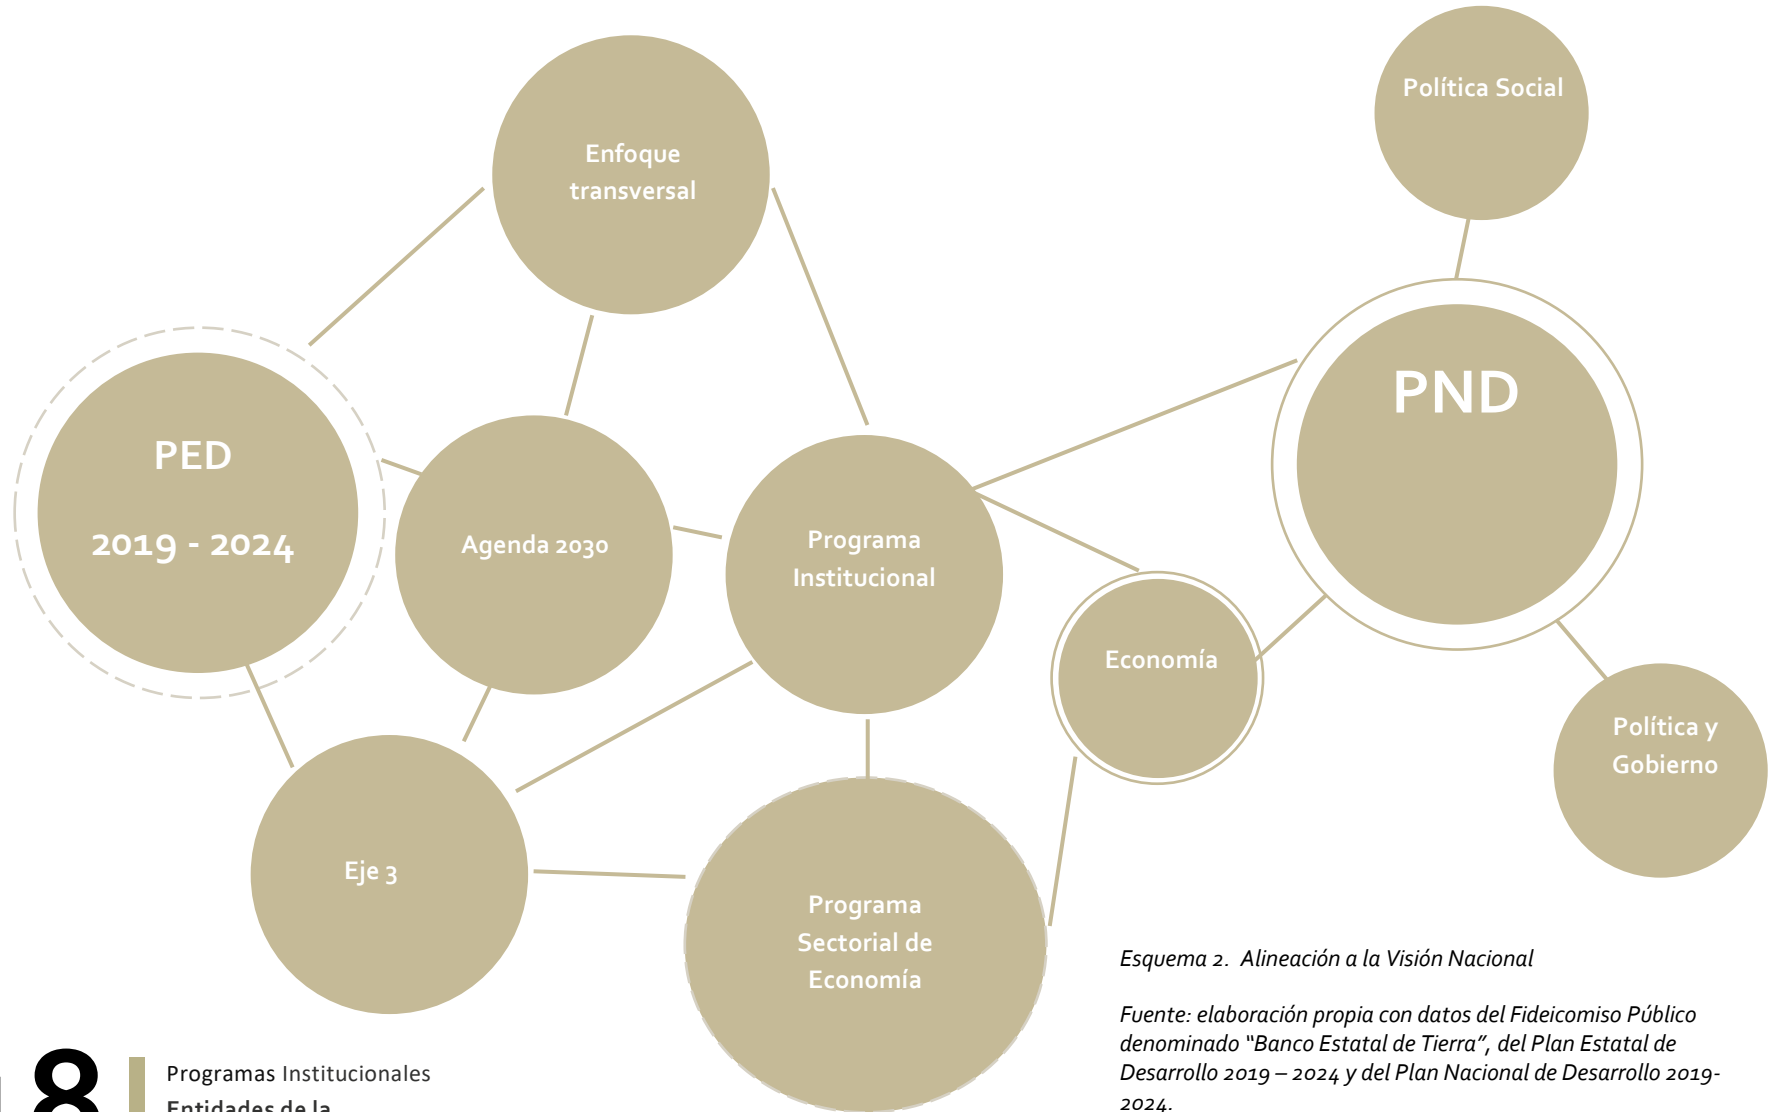 Política Social
Enfoque
transversal
PND
PED
2019 - 2024
Agenda 2030
Programa
Institucional
Economía
Política y
Gobierno
Eje 3
Programa
Sectorial de
Economía
Esquema 2. Alineación a la Visión Nacional
Fuente: elaboración propia con datos del Fideicomiso Público
denominado "Banco Estatal de Tierra", del Plan Estatal de
Desarrollo 2019 – 2024 y del Plan Nacional de Desarrollo 2019-
2024.
8
Programas Institucionales
Entidades de la